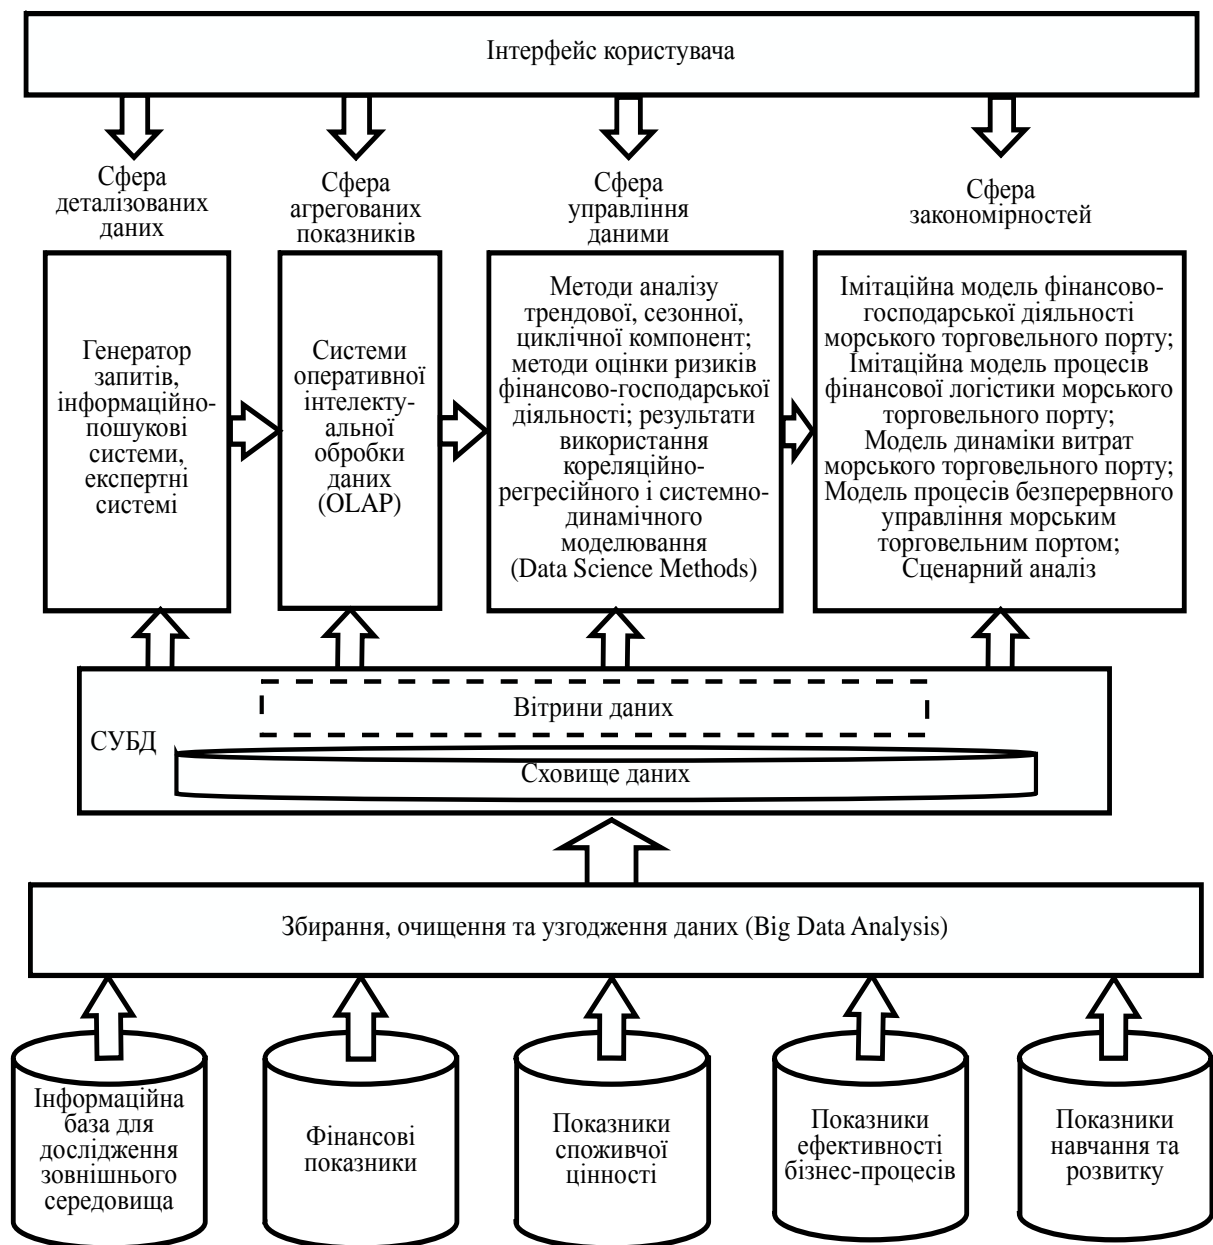 Інтерфейс користувача
Сфера
деталізованих
даних
Сфера
агрегованих
показників
Сфера
управління
даними
Сфера
закономірностей
Генератор
запитів,
інформаційно-
пошукові
системи,
експертні
системі
Системи
оперативної
інтелекту-
альної
обробки
даних
(OLAP)
Методи аналізу
трендової, сезонної,
циклічної компонент;
методи оцінки ризиків
фінансово-господарської
діяльності; результати
використання
кореляційно-
регресійного і системно-
динамічного
моделювання
(Data Science Methods)
Імітаційна модель фінансово-
господарської діяльності
морського торговельного порту;
Імітаційна модель процесів
фінансової логістики морського
торговельного порту;
Модель динаміки витрат
морського торговельного порту;
Модель процесів безперервного
управління морським
торговельним портом;
Сценарний аналіз
Вітрини даних
СУБД
Сховище даних
Збирання, очищення та узгодження даних (Big Data Analysis)
Інформаційна
база для
дослідження
зовнішнього
середовища
Фінансові
показники
Показники
споживчої
цінності
Показники
ефективності
бізнес-процесів
Показники
навчання та
розвитку